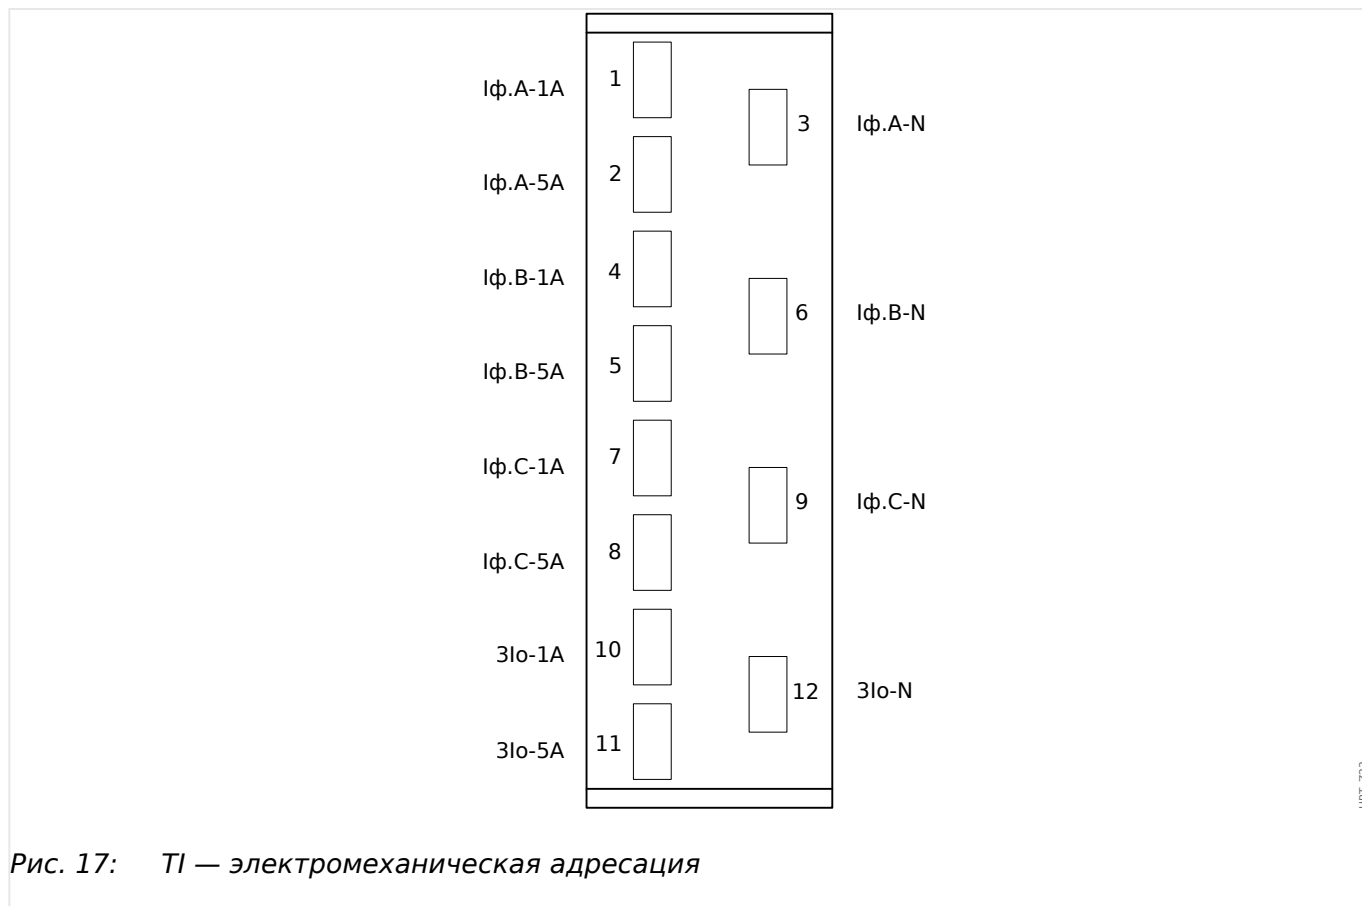 Iф.A-1A 1
3 Iф.A-N
Iф.A-5A 2
Iф.B-1A 4
6 Iф.B-N
Iф.B-5A 5
Iф.C-1A 7
9 Iф.C-N
Iф.C-5A 8
3Io-1A 10
12 3Io-N
3Io-5A 11
Рис. 17: TI — электромеханическая адресация